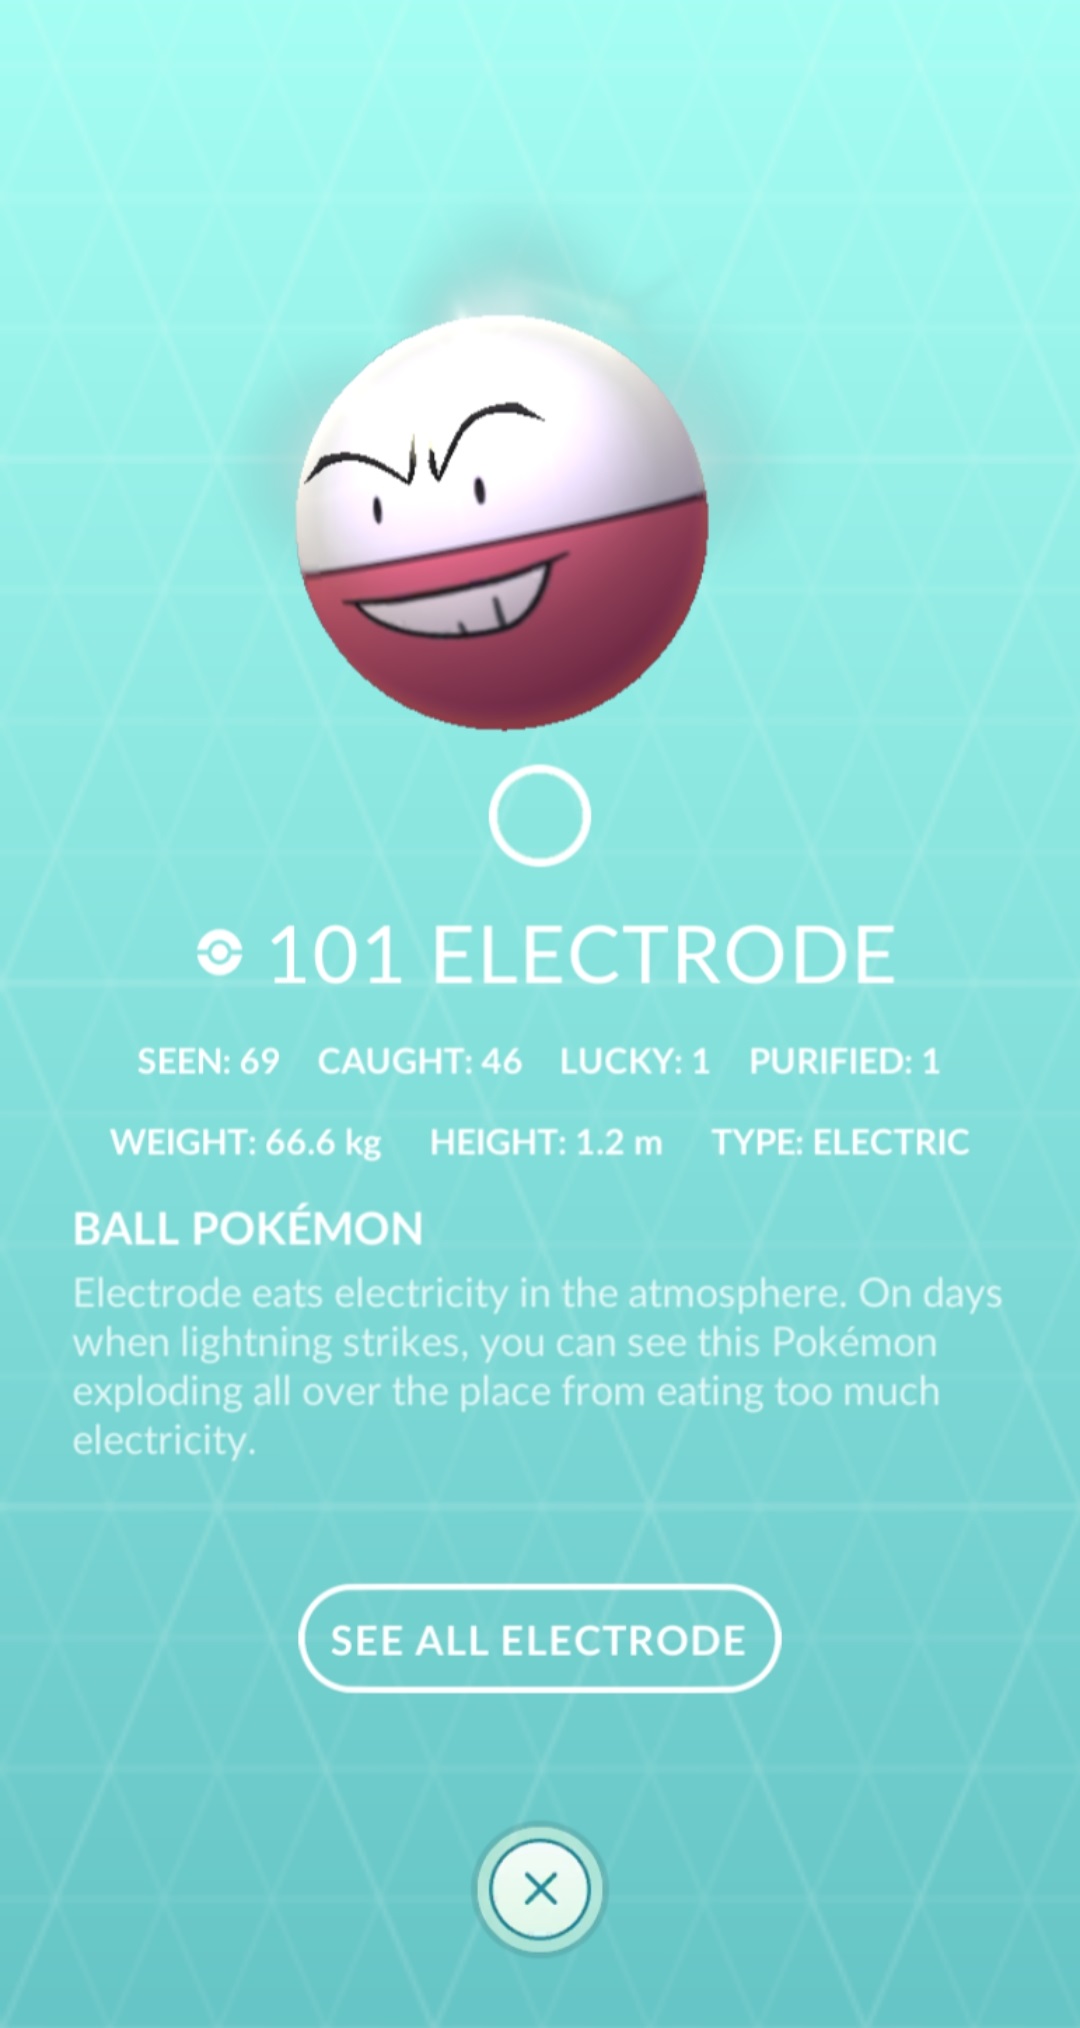 101 ELECTRODE
SEEN: 69 CAUGHT: 46 LUCKY: 1 PURIFIED: 1
WEIGHT: 66.6 kg HEIGHT: 1.2 m TYPE: ELECTRIC
BALL POKÉMON
Electrode eats electricity in the atmosphere. On days
when lightning strikes, you can see this Pokémon
exploding all over the place from eating too much
electricity.
SEE ALL ELECTRODE